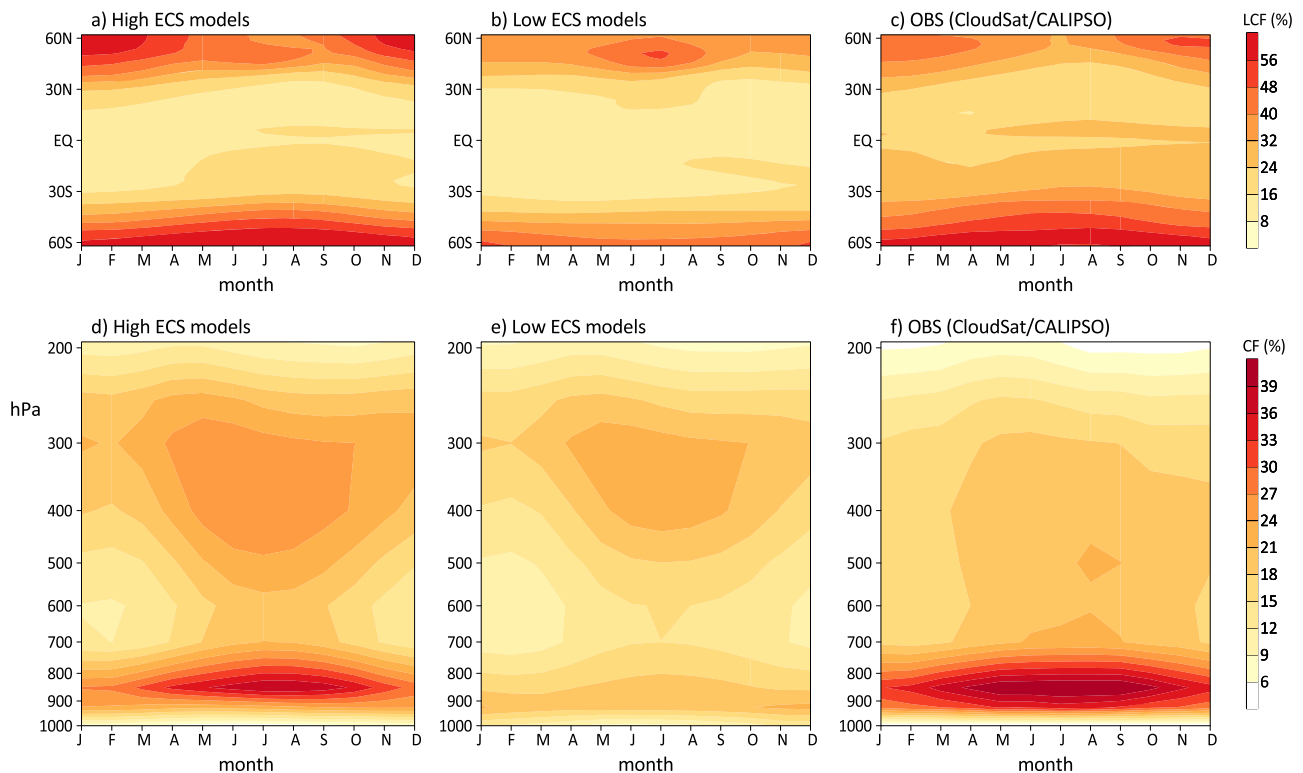 a) High ECS models
b) Low ECS models
c) OBS (CloudSat/CALIPSO)
LCF (%)
60N
30N
EQ
30S
60S
J F M A M J J A S O N D
month
60N
30N
EQ
30S
60S
J F M A M J J A S O N D
month
60N
30N
EQ
30S
60S
J F M A M J J A S O N D
month
56
48
40
32
24
16
8
d) High ECS models
e) Low ECS models
f) OBS (CloudSat/CALIPSO)
CF (%)
hPa
200
300
400
500
600
700
800
900
1000
J F M A M J J A S O N D
month
200
300
400
500
600
700
800
900
1000
J F M A M J J A S O N D
month
200
300
400
500
600
700
800
900
1000
J F M A M J J A S O N D
month
39
36
33
30
27
24
21
18
15
12
9
6